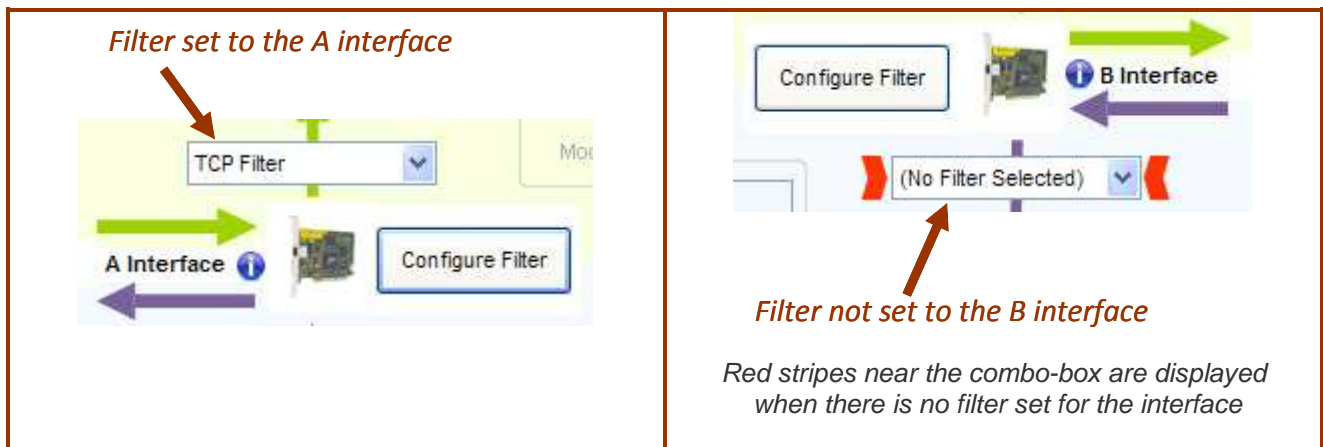 Filter set to the A interface
TCP Filter
A Interface
Configure Filter
Configure Filter
B Interface
(No Filter Selected)
Filter not set to the B interface
Red stripes near the combo-box are displayed
when there is no filter set for the interface